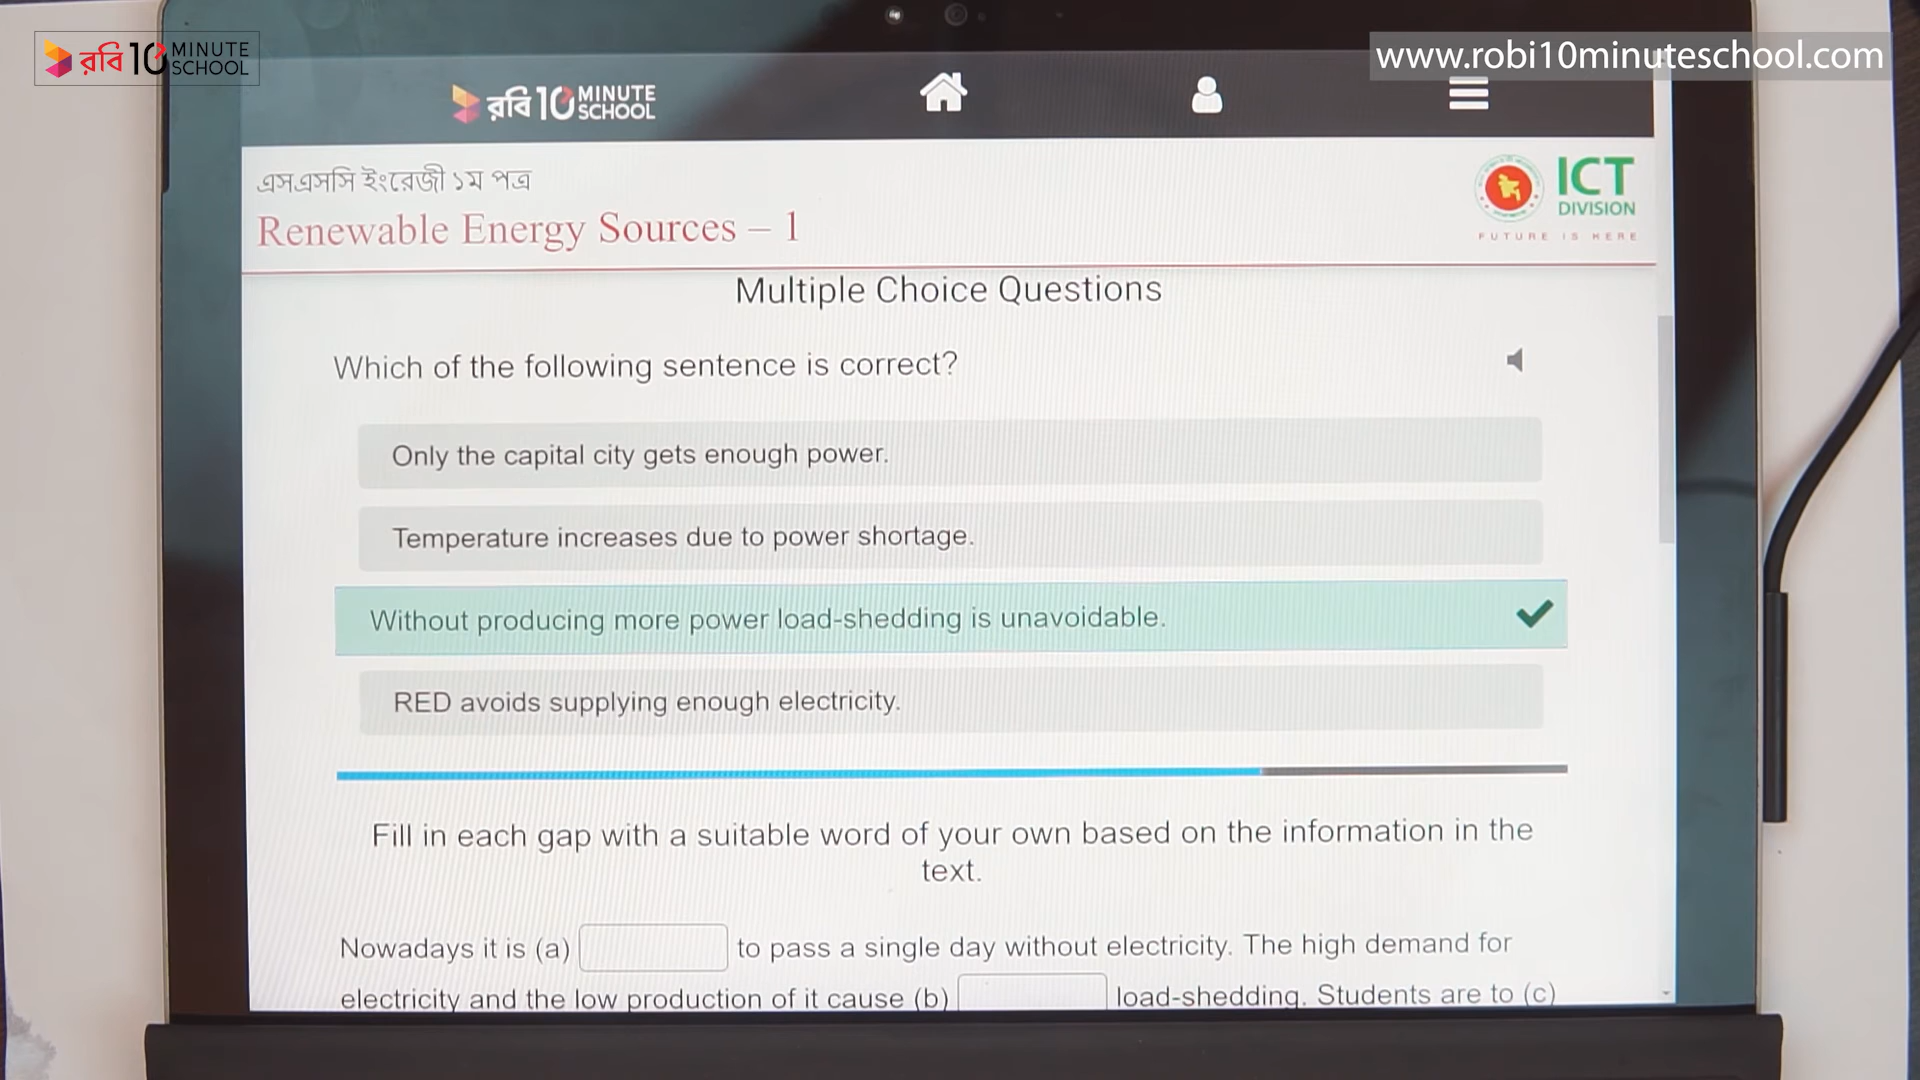 রবি 10 MINUTE SCHOOL
www.robi10minuteschool.com
রবি 10 MINUTE SCHOOL
এসএসসি ইংরেজী ১ম পত্র
Renewable Energy Sources – 1
ICT
DIVISION
FUTURE IS HERE
Multiple Choice Questions
Which of the following sentence is correct?
Only the capital city gets enough power.
Temperature increases due to power shortage.
Without producing more power load-shedding is unavoidable.
RED avoids supplying enough electricity.
Fill in each gap with a suitable word of your own based on the information in the
text.
Nowadays it is (a) to pass a single day without electricity. The high demand for
electricity and the low production of it cause (b) load-shedding. Students are to (c)